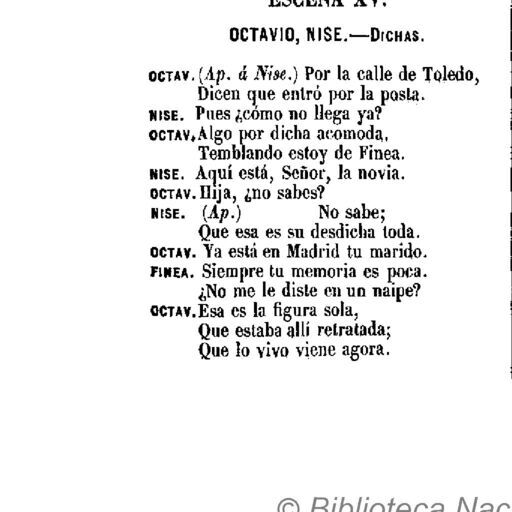 ESCENA XV.
OCTAVIO, NISE.—DICHAS.
OCTAV. (Ap. á Nise.) Por la calle de Toledo,
Dicen que entró por la posta.
NISE. Pues ¿cómo no llega ya?
OCTAV. Algo por dicha acomoda.
Temblando estoy de Finea.
NISE. Aquí está, Señor, la novia.
OCTAV. Hija, ¿no sabes?
NISE. (Ap.) No sabe;
Que esa es su desdicha toda.
OCTAV. Ya está en Madrid tu marido.
FINEA. Siempre tu memoria es poca.
¿No me le diste en un naipe?
OCTAV. Esa es la figura sola,
Que estaba allí retratada;
Que lo vivo viene agora.
© Biblioteca Nac